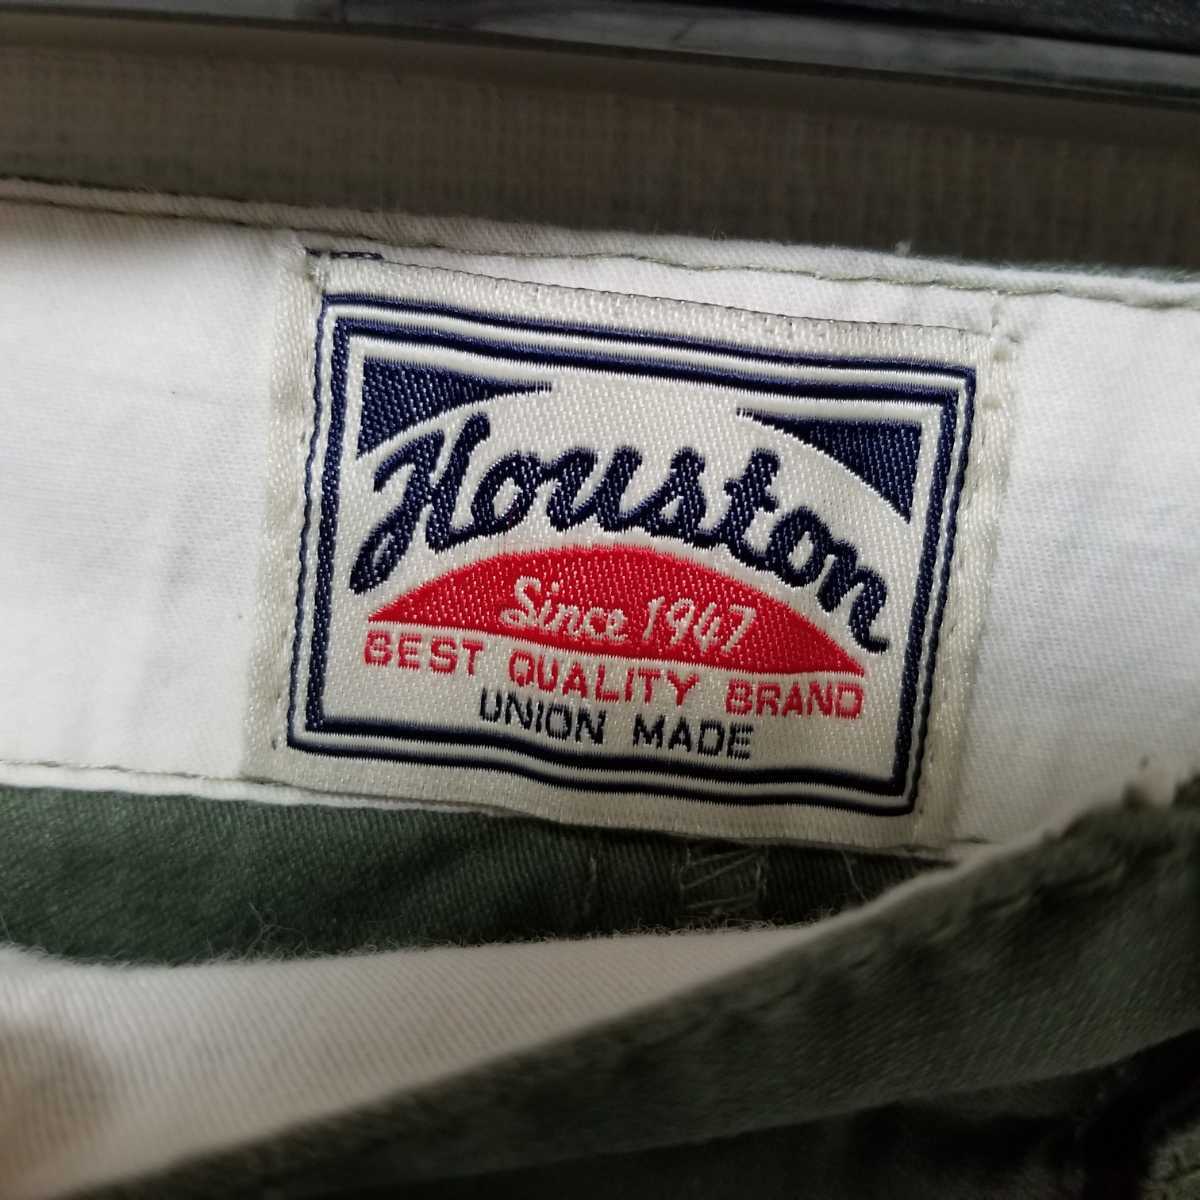 Houston
Since 1947
BEST QUALITY BRAND
UNION MADE